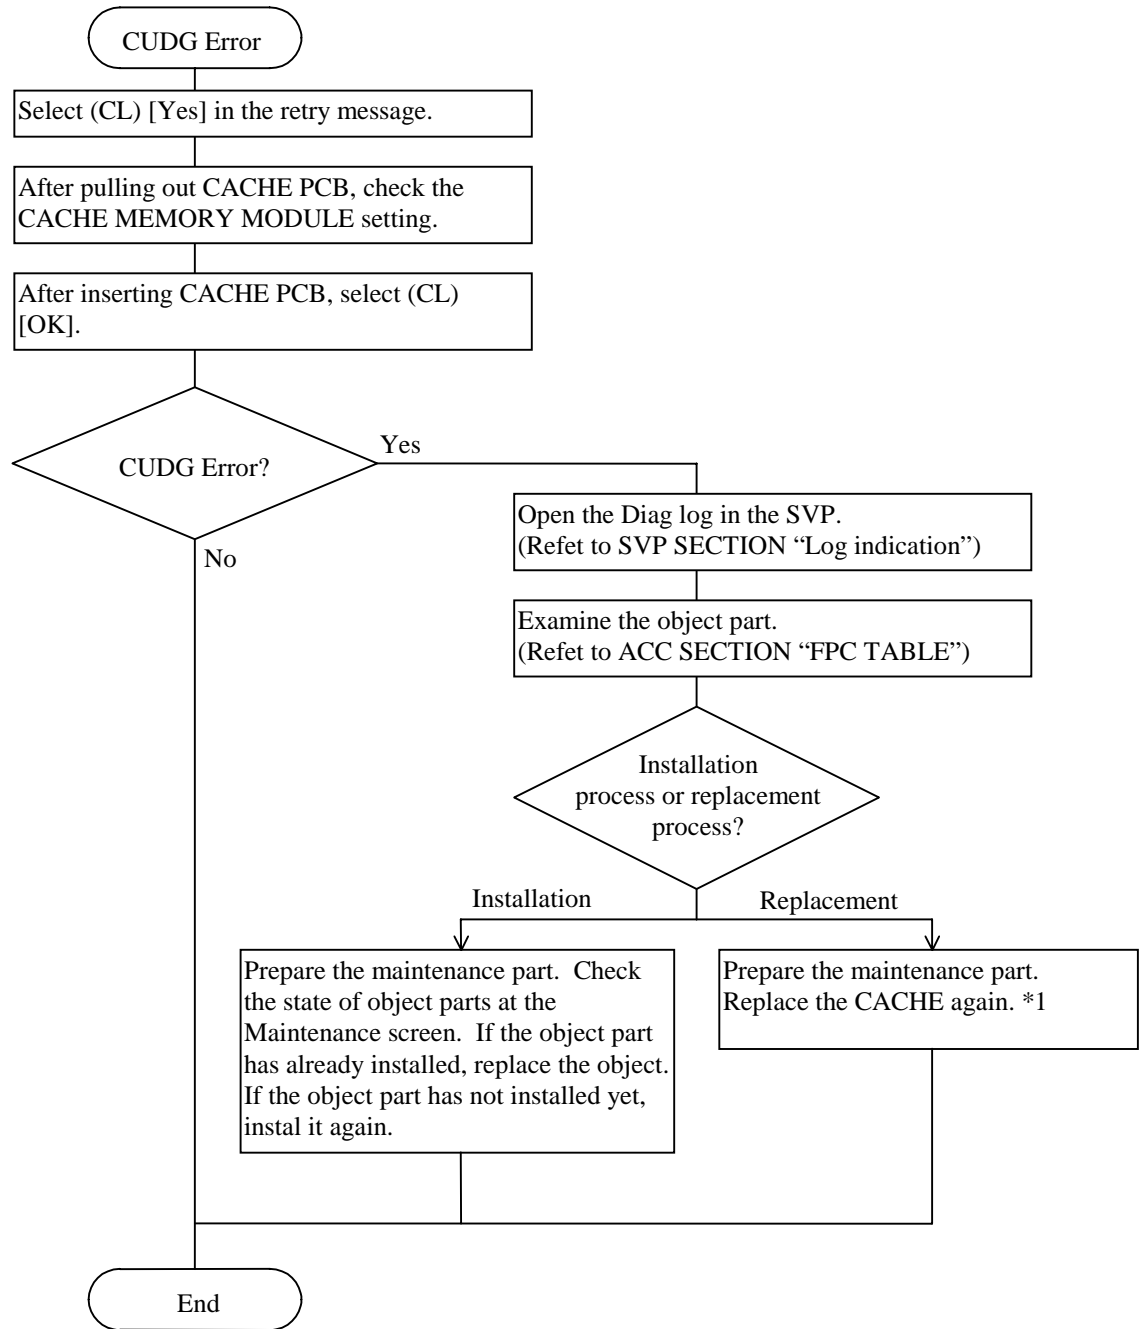 CUDG Error
Select (CL) [Yes] in the retry message.
After pulling out CACHE PCB, check the
CACHE MEMORY MODULE setting.
After inserting CACHE PCB, select (CL)
[OK].
CUDG Error?
Yes
No
Open the Diag log in the SVP.
(Refet to SVP SECTION “Log indication”)
Examine the object part.
(Refet to ACC SECTION “FPC TABLE”)
Installation
process or replacement
process?
Installation
Replacement
Prepare the maintenance part. Check
the state of object parts at the
Maintenance screen. If the object part
has already installed, replace the object.
If the object part has not installed yet,
instal it again.
Prepare the maintenance part.
Replace the CACHE again. *1
End